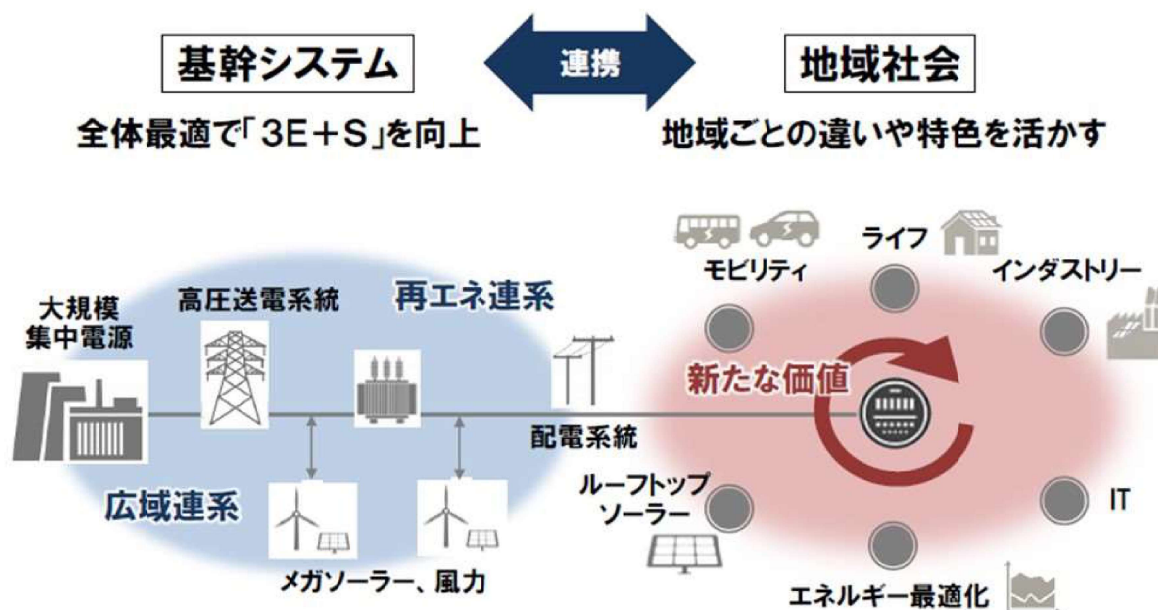 基幹システム
連携
地域社会
全体最適で「3E+S」を向上
地域ごとの違いや特色を活かす
大規模
集中電源
高圧送電系統
再エネ連系
モビリティ
ライフ
インダストリー
新たな価値
配電系統
広域連系
メガソーラー、風力
ルーフトップ
ソーラー
IT
エネルギー最適化